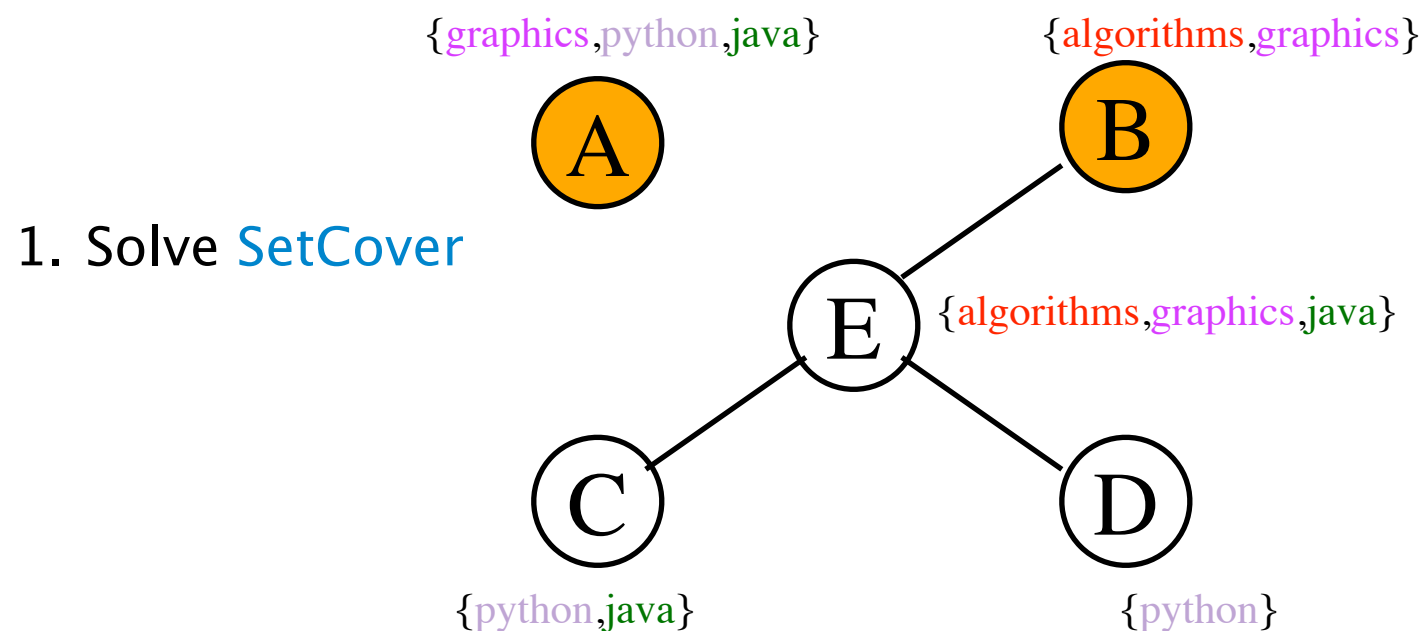 {graphics,python,java}
{algorithms,graphics}
A
B
1. Solve SetCover
E
{algorithms,graphics,java}
C
D
{python,java}
{python}